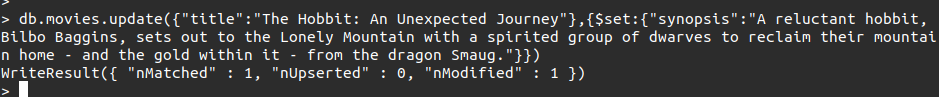 >
> db.movies.update({"title":"The Hobbit: An Unexpected Journey"},{$set:{"synopsis":"A reluctant hobbit,
Bilbo Baggins, sets out to the Lonely Mountain with a spirited group of dwarves to reclaim their mountai
n home - and the gold within it - from the dragon Smaug."}})
WriteResult({ "nMatched" : 1, "nUpserted" : 0, "nModified" : 1 })
>